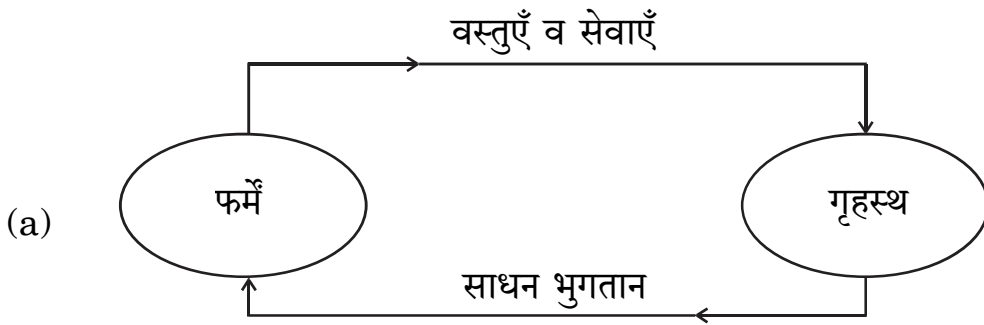 वस्तुएँ व सेवाएँ
(a) फर्में गृहस्थ
साधन भुगतान